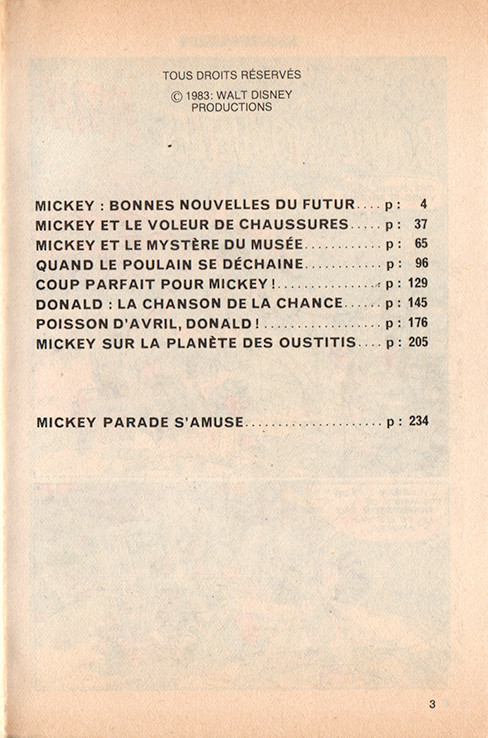 TOUS DROITS RÉSERVÉS
© 1983: WALT DISNEY
PRODUCTIONS
MICKEY : BONNES NOUVELLES DU FUTUR.... p : 4
MICKEY ET LE VOLEUR DE CHAUSSURES..... p : 37
MICKEY ET LE MYSTÈRE DU MUSÉE............ p : 65
QUAND LE POULAIN SE DÉCHAINE............ p : 96
COUP PARFAIT POUR MICKEY !................ p : 129
DONALD : LA CHANSON DE LA CHANCE...... p : 145
POISSON D'AVRIL, DONALD !.................. p : 176
MICKEY SUR LA PLANÈTE DES OUSTITIS.... p : 205
MICKEY PARADE S'AMUSE..................... p : 234
3